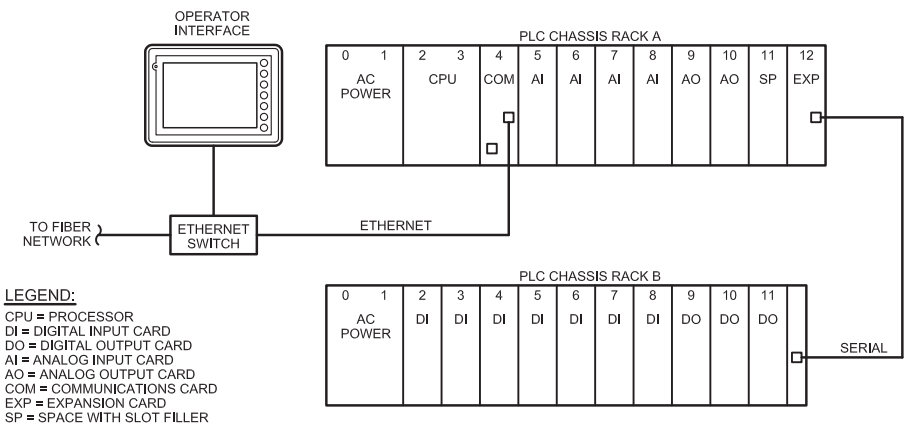 OPERATOR
INTERFACE
PLC CHASSIS RACK A
0 1 2 3 4 5 6 7 8 9 10 11 12
AC POWER CPU COM AI AI AI AI AO AO SP EXP
TO FIBER
NETWORK
ETHERNET
SWITCH
ETHERNET
PLC CHASSIS RACK B
0 1 2 3 4 5 6 7 8 9 10 11
AC POWER DI DI DI DI DI DI DI DO DO DO
SERIAL
LEGEND:
CPU = PROCESSOR
DI = DIGITAL INPUT CARD
DO = DIGITAL OUTPUT CARD
AI = ANALOG INPUT CARD
AO = ANALOG OUTPUT CARD
COM = COMMUNICATIONS CARD
EXP = EXPANSION CARD
SP = SPACE WITH SLOT FILLER